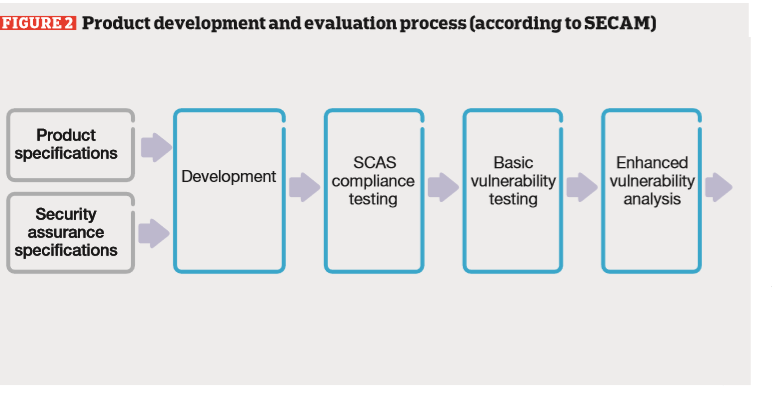 FIGURE 2 Product development and evaluation process (according to SECAM)
Product
specifications
Security
assurance
specifications
Development
SCAS
compliance
testing
Basic
vulnerability
testing
Enhanced
vulnerability
analysis